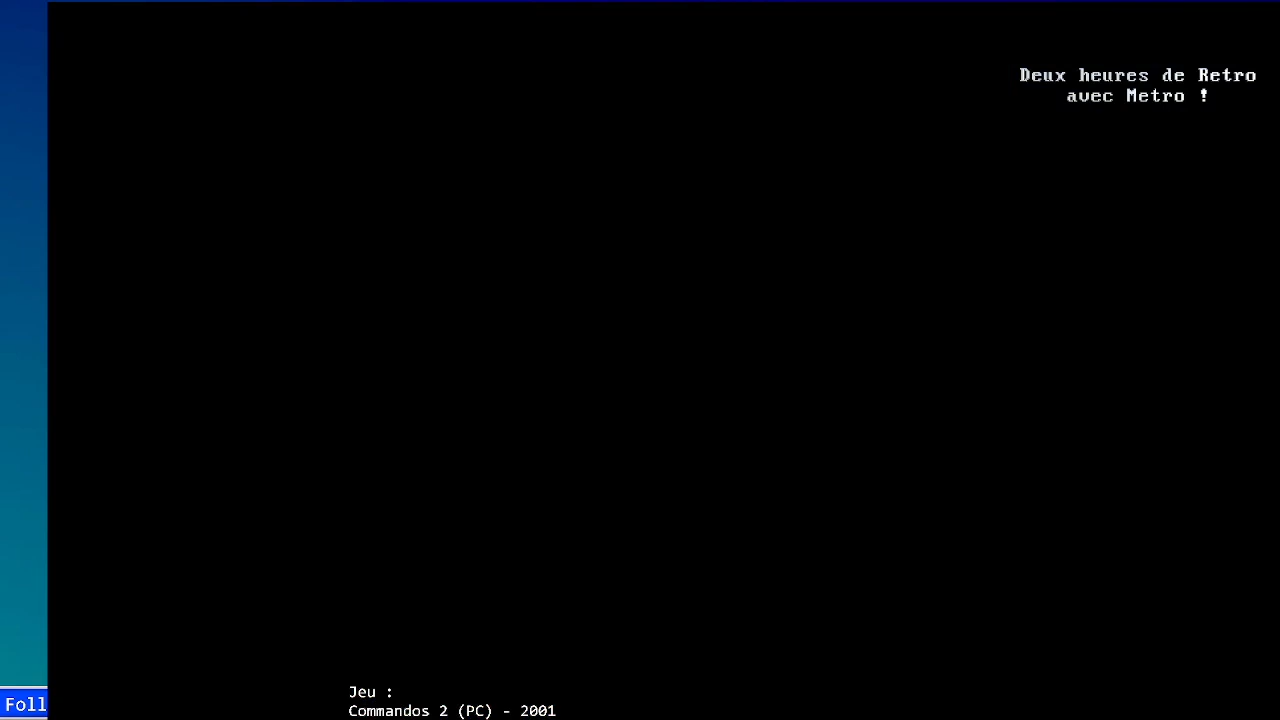 Deux heures de Retro
avec Metro !
Jeu :
Commandos 2 (PC) - 2001
Foll